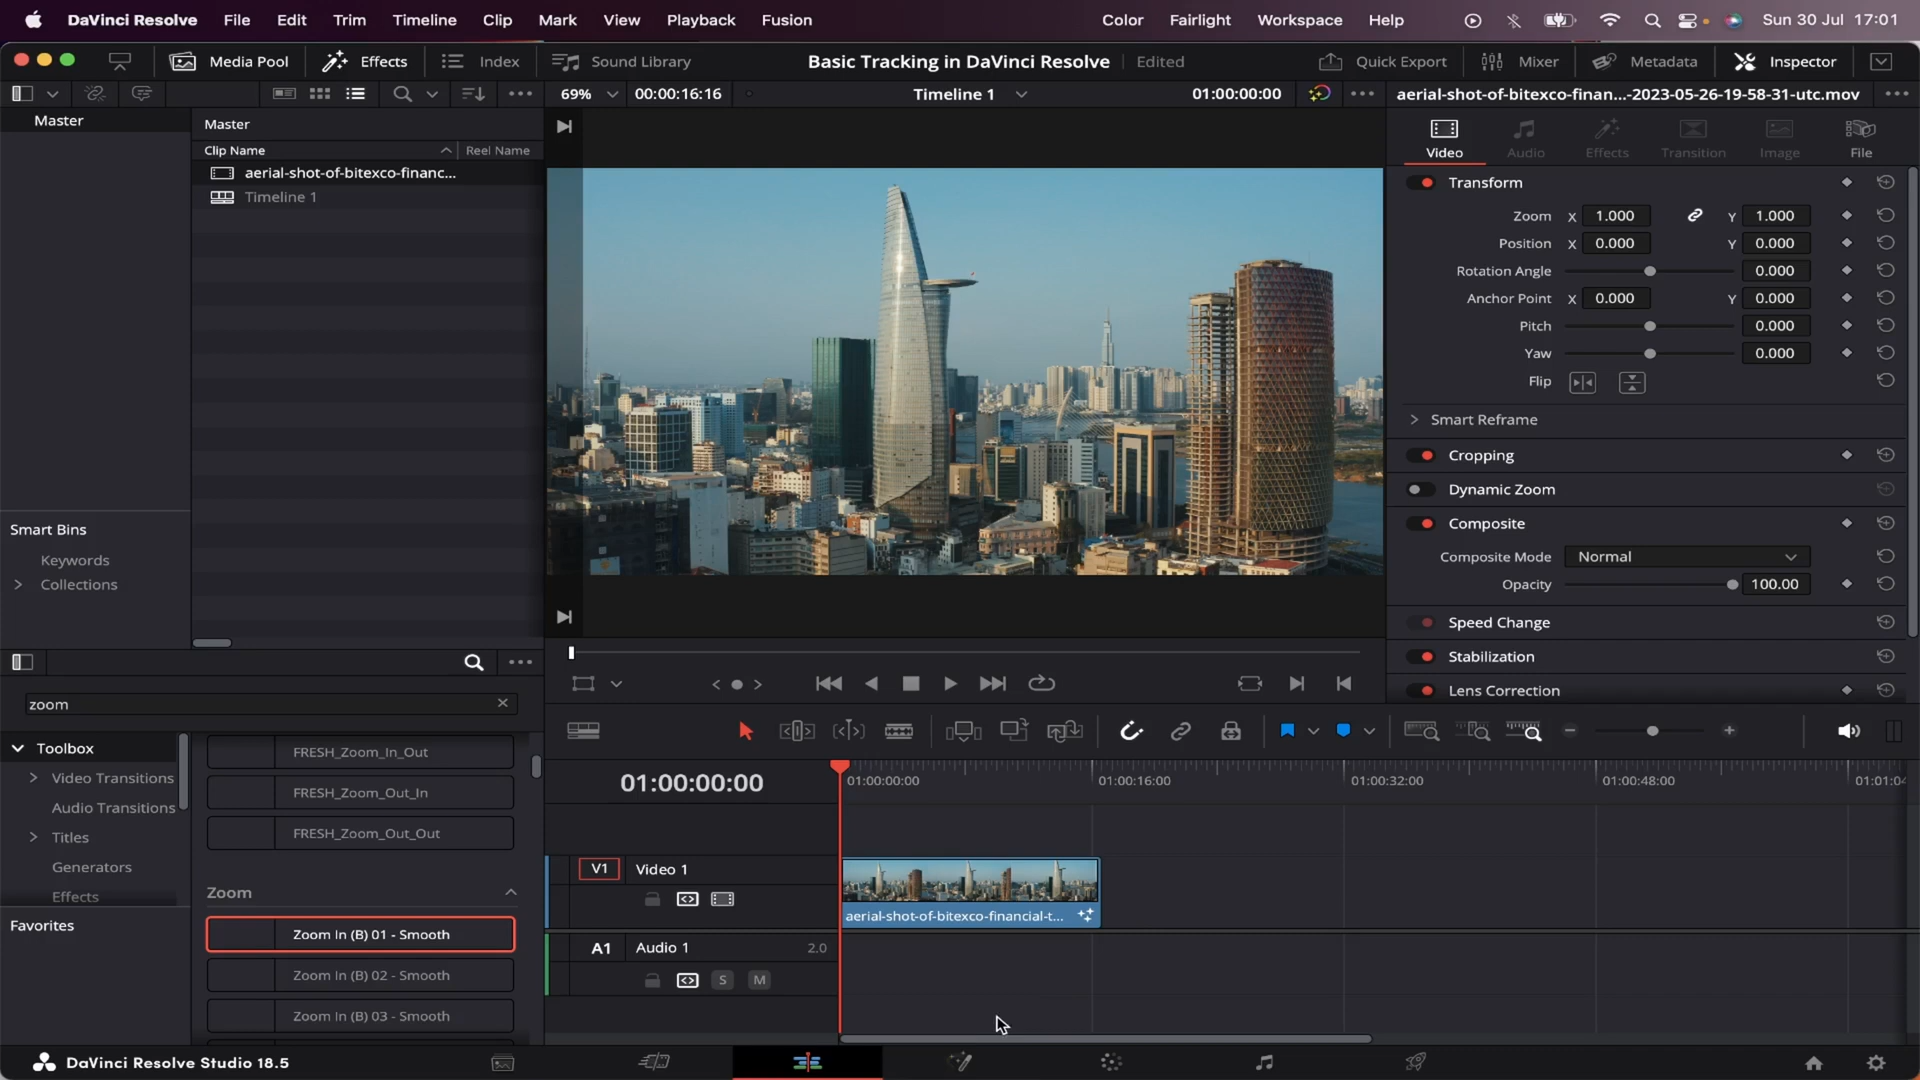 DaVinci Resolve File Edit Trim Timeline Clip Mark View Playback Fusion Color Fairlight Workspace Help Sun 30 Jul 17:01
Media Pool Effects Index Sound Library Basic Tracking in DaVinci Resolve Edited Quick Export Mixer Metadata Inspector
69% 00:00:16:16 Timeline 1 01:00:00:00 aerial-shot-of-bitexco-finan...-2023-05-26-19-58-31-utc.mov
Master
Master
Clip Name Reel Name
aerial-shot-of-bitexco-financ...
Timeline 1
Smart Bins
Keywords
Collections
Video Audio Effects Transition Image File
Transform
Zoom X 1.000 Y 1.000
Position X 0.000 Y 0.000
Rotation Angle 0.000
Anchor Point X 0.000 Y 0.000
Pitch 0.000
Yaw 0.000
Flip
Smart Reframe
Cropping
Dynamic Zoom
Composite
Composite Mode Normal
Opacity 100.00
Speed Change
Stabilization
Lens Correction
zoom
Toolbox
Video Transitions
Audio Transitions
Titles
Generators
Effects
Favorites
FRESH_Zoom_In_Out
FRESH_Zoom_Out_In
FRESH_Zoom_Out_Out
Zoom
Zoom In (B) 01 - Smooth
Zoom In (B) 02 - Smooth
Zoom In (B) 03 - Smooth
01:00:00:00 01:00:00:00 01:00:16:00 01:00:32:00 01:00:48:00 01:01:04
V1 Video 1
aerial-shot-of-bitexco-financial-t...
A1 Audio 1 2.0
S M
DaVinci Resolve Studio 18.5